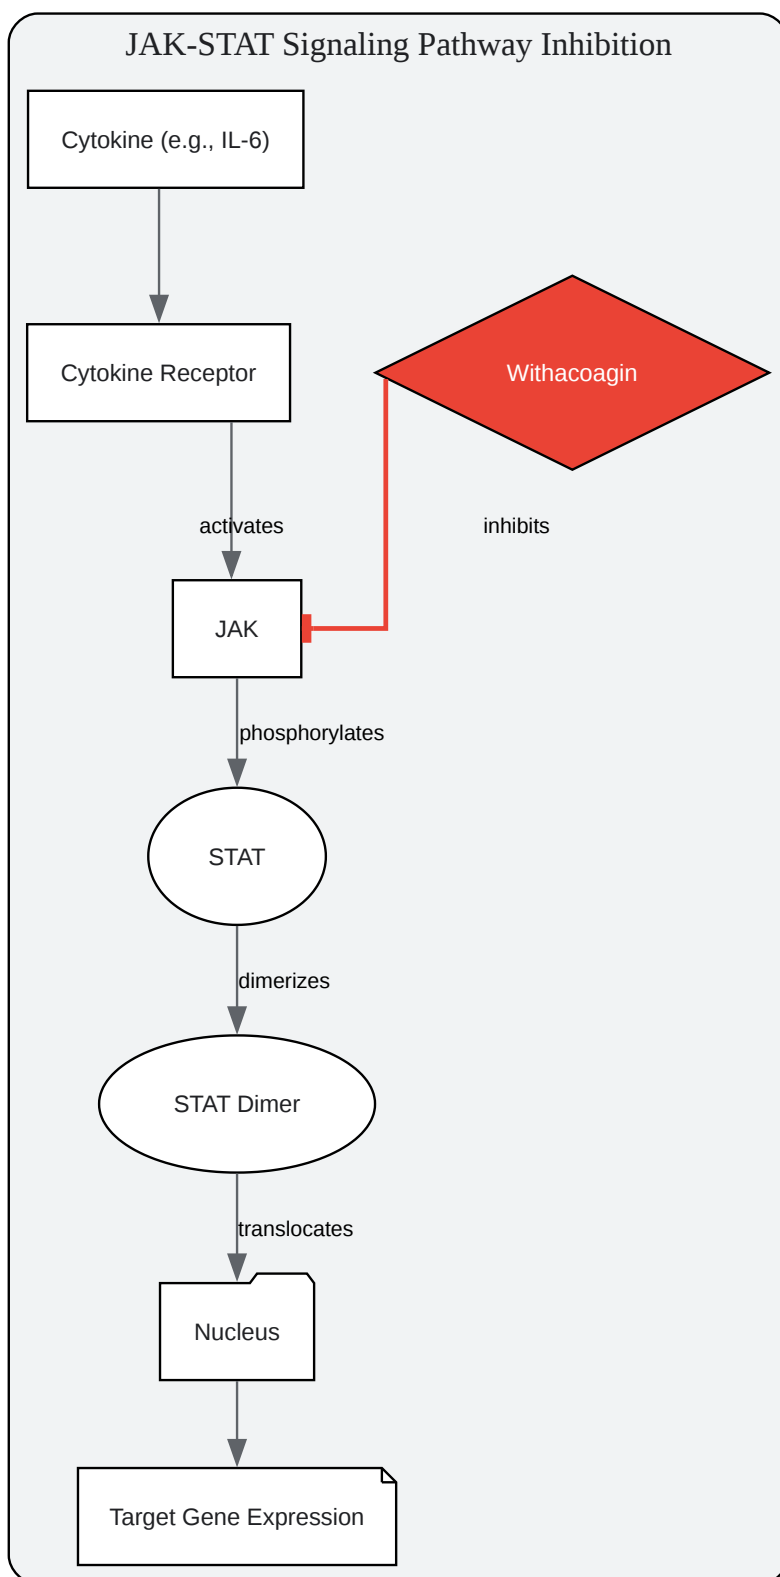 JAK-STAT Signaling Pathway Inhibition
Cytokine (e.g., IL-6)
Cytokine Receptor
Withacoagin
activates
inhibits
JAK
phosphorylates
STAT
dimerizes
STAT Dimer
translocates
Nucleus
Target Gene Expression